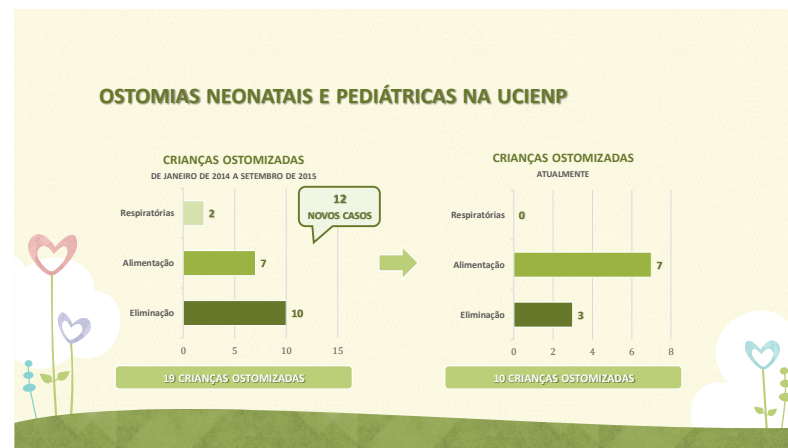 OSTOMIAS NEONATAIS E PEDIÁTRICAS NA UCIENP
CRIANÇAS OSTOMIZADAS
DE JANEIRO DE 2014 A SETEMBRO DE 2015
12
NOVOS CASOS
Respiratórias 2
Alimentação 7
Eliminação 10
0 5 10 15
19 CRIANÇAS OSTOMIZADAS
CRIANÇAS OSTOMIZADAS
ATUALMENTE
Respiratórias 0
Alimentação 7
Eliminação 3
0 2 4 6 8
10 CRIANÇAS OSTOMIZADAS